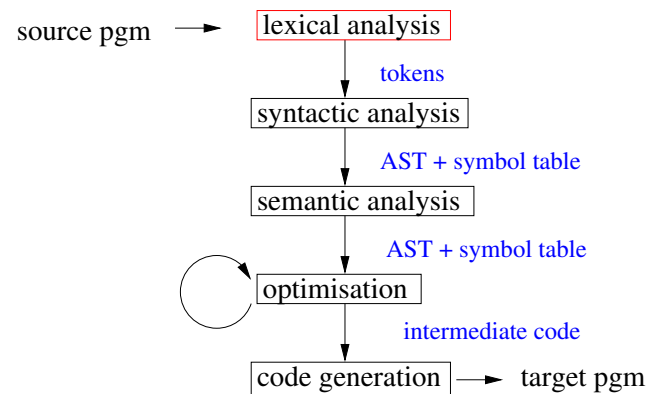 source pgm
lexical analysis
tokens
syntactic analysis
AST + symbol table
semantic analysis
AST + symbol table
optimisation
intermediate code
code generation
target pgm